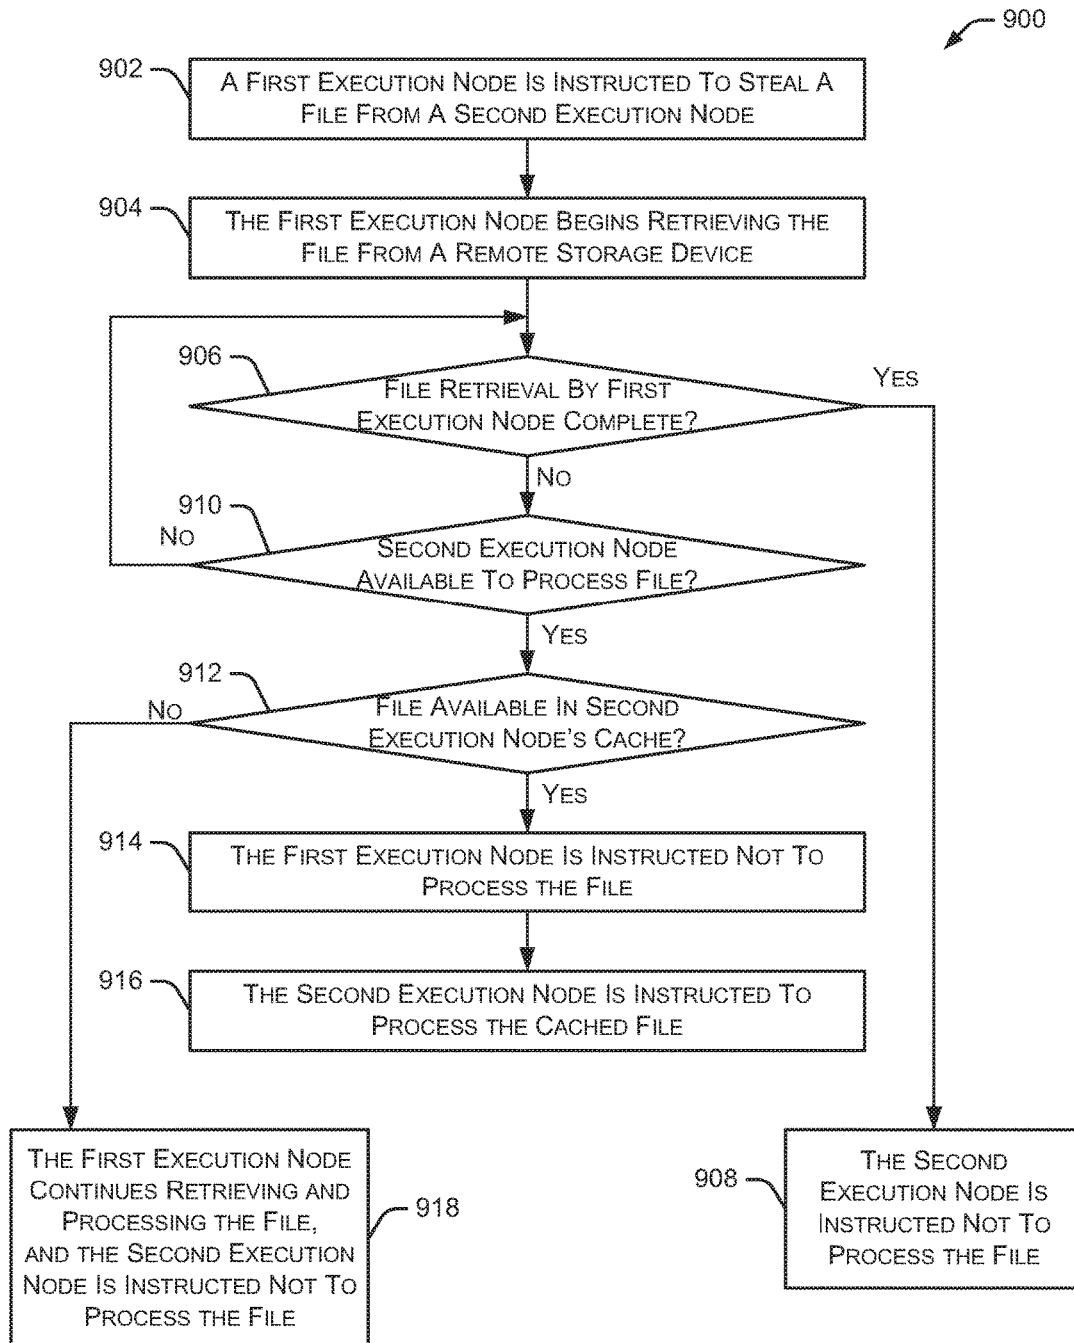 900
902
A First Execution Node Is Instructed To Steal A
File From A Second Execution Node
904
The First Execution Node Begins Retrieving the
File From A Remote Storage Device
906
File Retrieval By First
Execution Node Complete?
Yes
No
910
No
Second Execution Node
Available To Process File?
Yes
912
No
File Available In Second
Execution Node's Cache?
Yes
914
The First Execution Node Is Instructed Not To
Process the File
916
The Second Execution Node Is Instructed To
Process the Cached File
The First Execution Node
Continues Retrieving and
Processing the File,
and the Second Execution
Node Is Instructed Not To
Process the File
918
908
The Second
Execution Node Is
Instructed Not To
Process the File